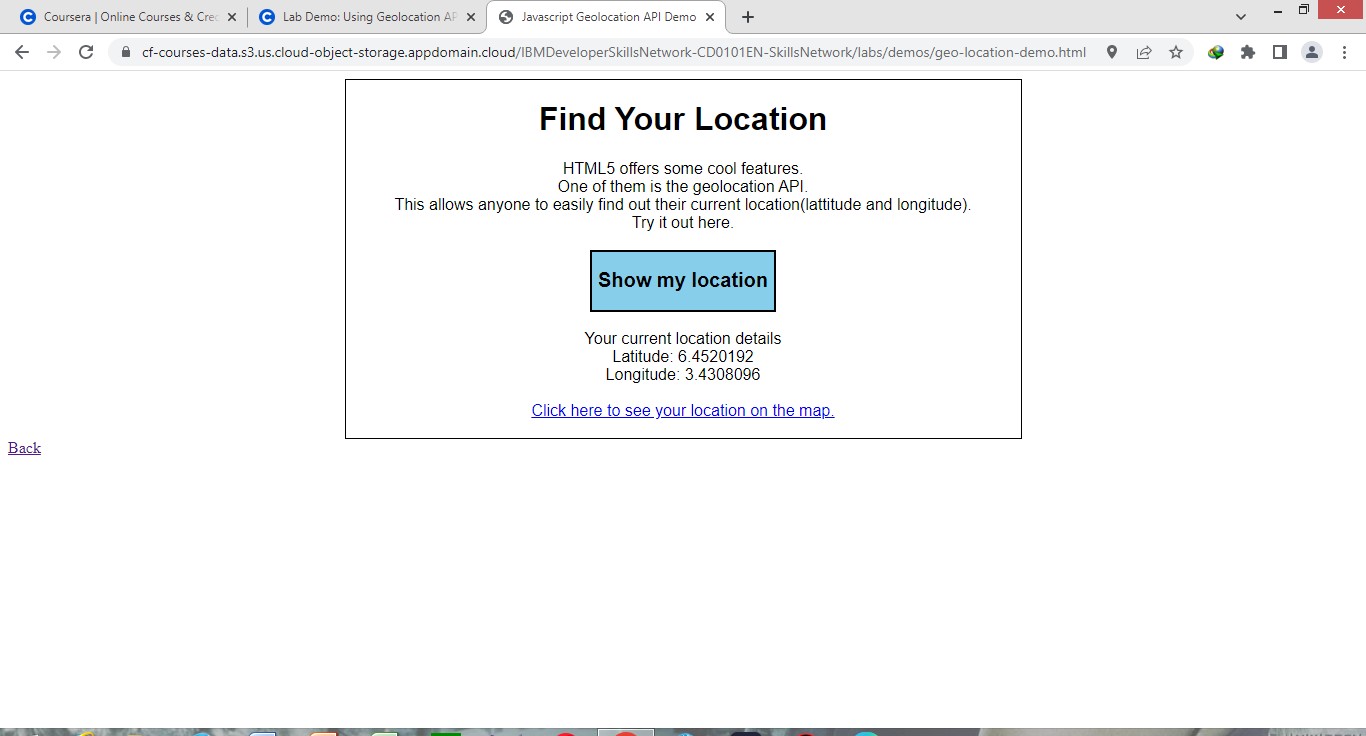 Coursera | Online Courses & Cre
Lab Demo: Using Geolocation AP
Javascript Geolocation API Demo
cf-courses-data.s3.us.cloud-object-storage.appdomain.cloud/IBMDeveloperSkillsNetwork-CD0101EN-SkillsNetwork/labs/demos/geo-location-demo.html
Find Your Location
HTML5 offers some cool features.
One of them is the geolocation API.
This allows anyone to easily find out their current location(lattitude and longitude).
Try it out here.
Show my location
Your current location details
Latitude: 6.4520192
Longitude: 3.4308096
Click here to see your location on the map.
Back